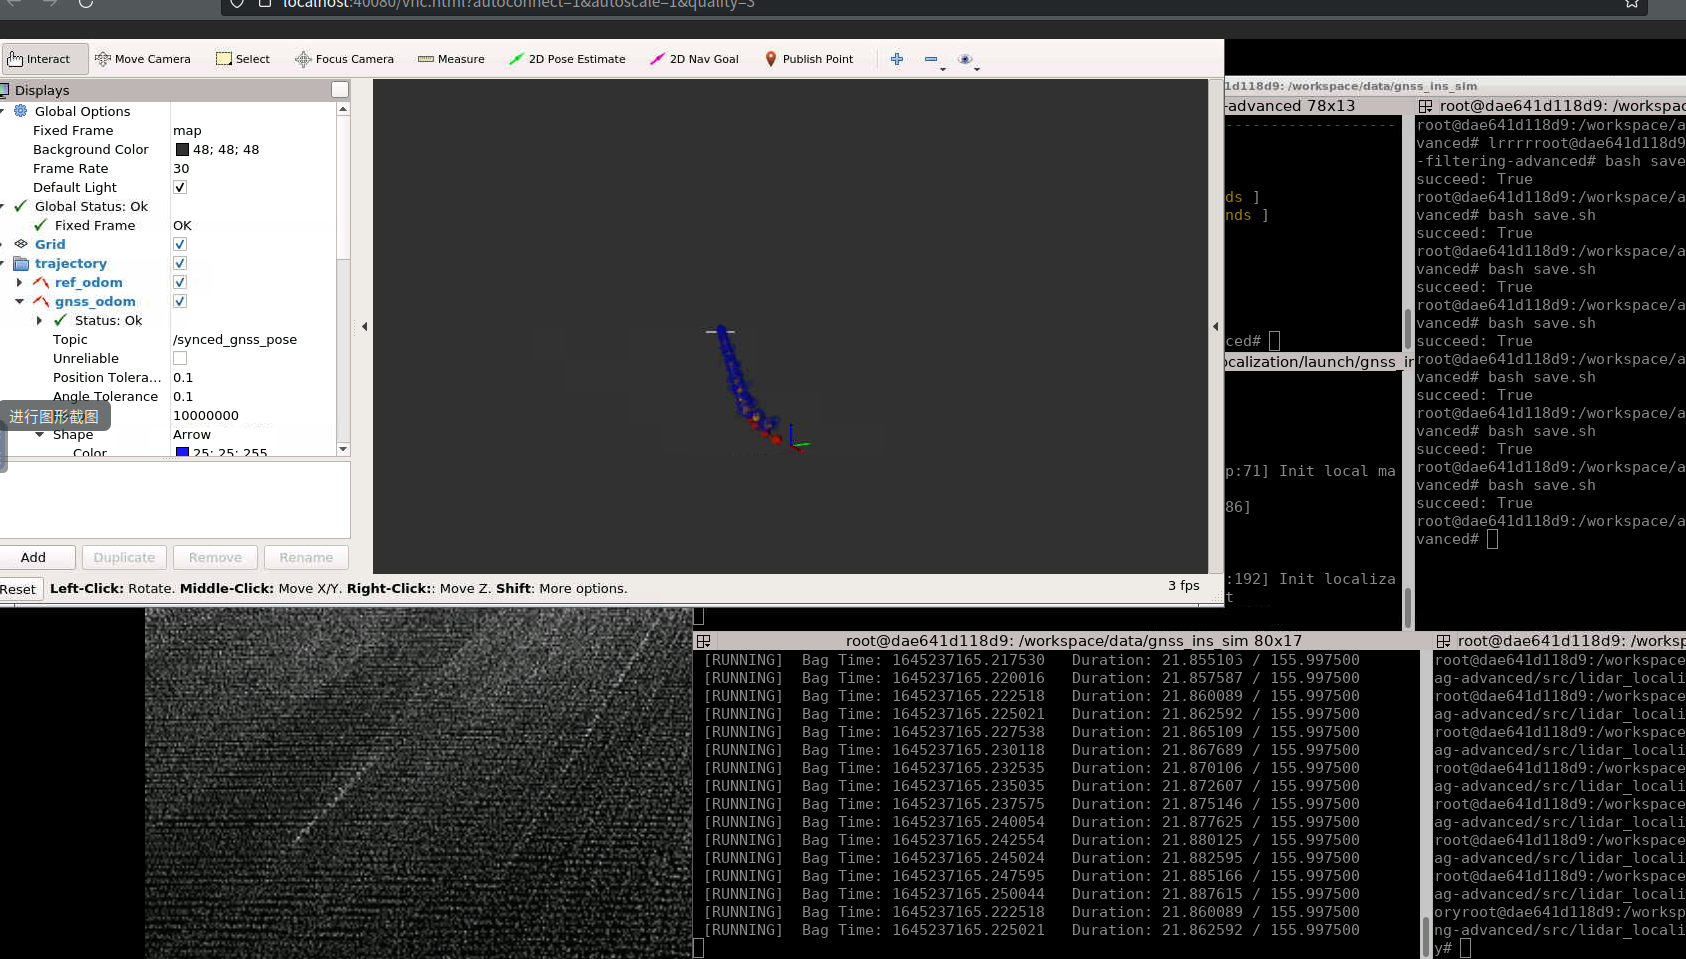 localhost:40080/vnc.html?autoconnect=1&autoscale=1&quality=3
Interact Move Camera Select Focus Camera Measure 2D Pose Estimate 2D Nav Goal Publish Point
Displays
Global Options
Fixed Frame map
Background Color 48; 48; 48
Frame Rate 30
Default Light
Global Status: Ok
Fixed Frame OK
Grid
trajectory
ref_odom
gnss_odom
Status: Ok
Topic /synced_gnss_pose
Unreliable
Position Tolera... 0.1
Angle Tolerance 0.1
进行图形截图 10000000
Shape Arrow
Color 25; 25; 255
Add Duplicate Remove Rename
Reset Left-Click: Rotate. Middle-Click: Move X/Y. Right-Click:: Move Z. Shift: More options. 3 fps
1d118d9: /workspace/data/gnss_ins_sim
-advanced 78x13
ds ]
nds ]
ced#
ocalization/launch/gnss_ir
p:71] Init local ma
86]
:192] Init localiza
t
root@dae641d118d9: /workspac
root@dae641d118d9:/workspace/a
vanced# lrrrrroot@dae641d118d9
-filtering-advanced# bash save
succeed: True
root@dae641d118d9:/workspace/a
vanced# bash save.sh
succeed: True
root@dae641d118d9:/workspace/a
vanced# bash save.sh
succeed: True
root@dae641d118d9:/workspace/a
vanced# bash save.sh
succeed: True
root@dae641d118d9:/workspace/a
vanced# bash save.sh
succeed: True
root@dae641d118d9:/workspace/a
vanced# bash save.sh
succeed: True
root@dae641d118d9:/workspace/a
vanced# bash save.sh
succeed: True
root@dae641d118d9:/workspace/a
vanced#
root@dae641d118d9: /workspace/data/gnss_ins_sim 80x17
[RUNNING] Bag Time: 1645237165.217530 Duration: 21.855103 / 155.997500
[RUNNING] Bag Time: 1645237165.220016 Duration: 21.857587 / 155.997500
[RUNNING] Bag Time: 1645237165.222518 Duration: 21.860089 / 155.997500
[RUNNING] Bag Time: 1645237165.225021 Duration: 21.862592 / 155.997500
[RUNNING] Bag Time: 1645237165.227538 Duration: 21.865109 / 155.997500
[RUNNING] Bag Time: 1645237165.230118 Duration: 21.867689 / 155.997500
[RUNNING] Bag Time: 1645237165.232535 Duration: 21.870106 / 155.997500
[RUNNING] Bag Time: 1645237165.235035 Duration: 21.872607 / 155.997500
[RUNNING] Bag Time: 1645237165.237575 Duration: 21.875146 / 155.997500
[RUNNING] Bag Time: 1645237165.240054 Duration: 21.877625 / 155.997500
[RUNNING] Bag Time: 1645237165.242554 Duration: 21.880125 / 155.997500
[RUNNING] Bag Time: 1645237165.245024 Duration: 21.882595 / 155.997500
[RUNNING] Bag Time: 1645237165.247595 Duration: 21.885166 / 155.997500
[RUNNING] Bag Time: 1645237165.250044 Duration: 21.887615 / 155.997500
[RUNNING] Bag Time: 1645237165.222518 Duration: 21.860089 / 155.997500
[RUNNING] Bag Time: 1645237165.225021 Duration: 21.862592 / 155.997500
root@dae641d118d9: /worksp
root@dae641d118d9:/workspace
ag-advanced/src/lidar_locali
root@dae641d118d9:/workspace
ag-advanced/src/lidar_locali
root@dae641d118d9:/workspace
ag-advanced/src/lidar_locali
root@dae641d118d9:/workspace
ag-advanced/src/lidar_locali
root@dae641d118d9:/workspace
ag-advanced/src/lidar_locali
root@dae641d118d9:/workspace
ag-advanced/src/lidar_locali
root@dae641d118d9:/workspace
ag-advanced/src/lidar_locali
oryroot@dae641d118d9:/worksp
ng-advanced/src/lidar_locali
y#